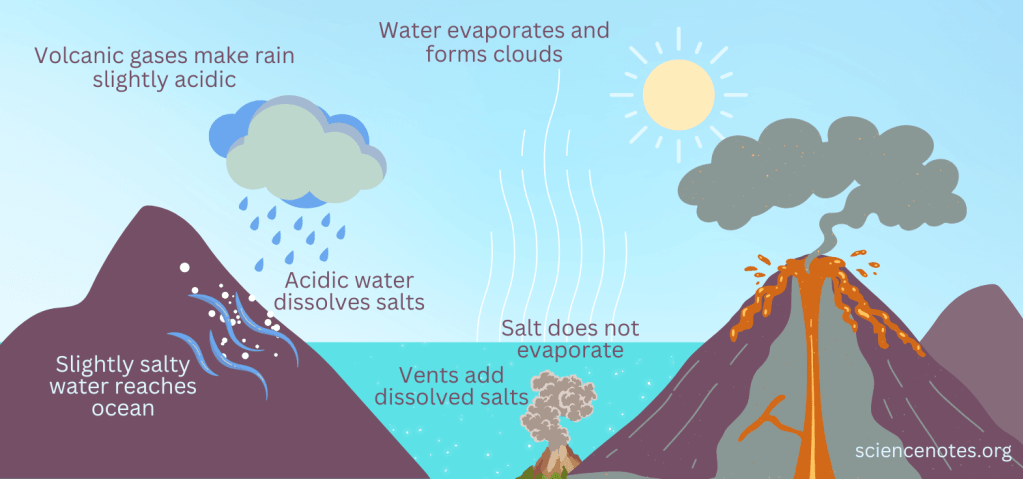 Volcanic gases make rain
slightly acidic
Water evaporates and
forms clouds
Acidic water
dissolves salts
Slightly salty
water reaches
ocean
Salt does not
evaporate
Vents add
dissolved salts
sciencenotes.org